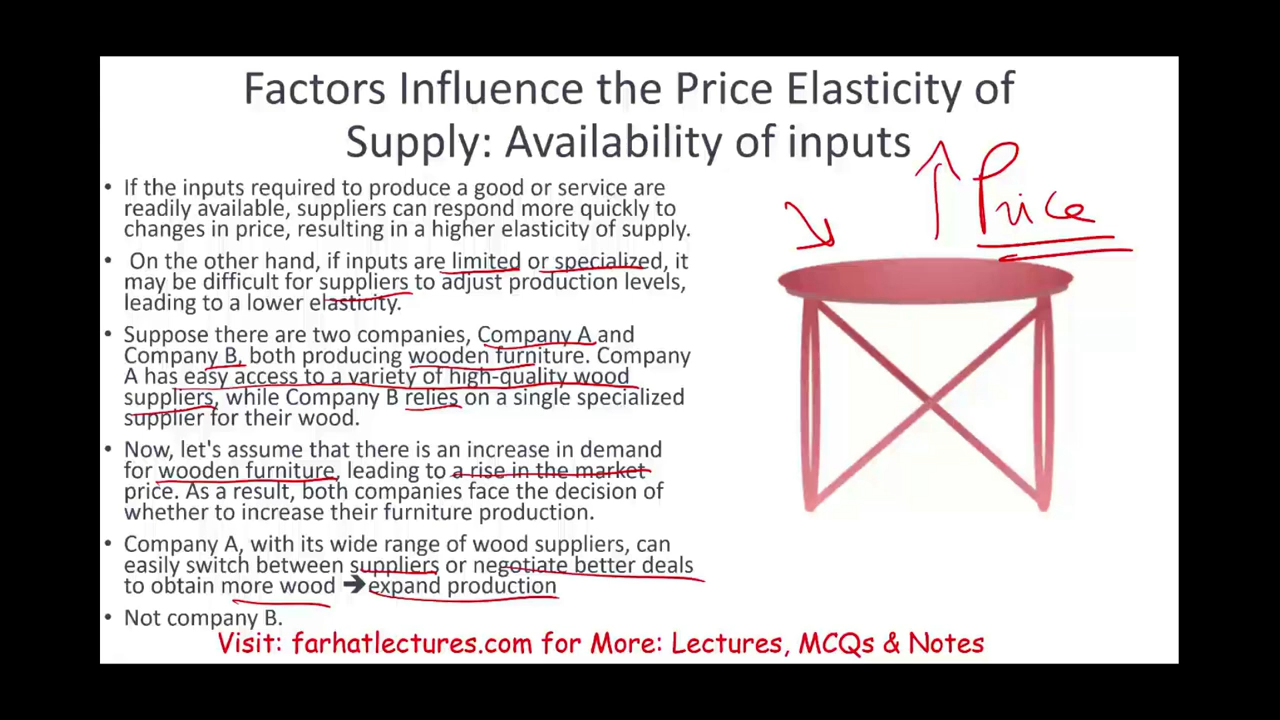 Factors Influence the Price Elasticity of
Supply: Availability of inputs
Price
• If the inputs required to produce a good or service are
readily available, suppliers can respond more quickly to
changes in price, resulting in a higher elasticity of supply.
• On the other hand, if inputs are limited or specialized, it
may be difficult for suppliers to adjust production levels,
leading to a lower elasticity.
• Suppose there are two companies, Company A and
Company B, both producing wooden furniture. Company
A has easy access to a variety of high-quality wood
suppliers, while Company B relies on a single specialized
supplier for their wood.
• Now, let's assume that there is an increase in demand
for wooden furniture, leading to a rise in the market
price. As a result, both companies face the decision of
whether to increase their furniture production.
• Company A, with its wide range of wood suppliers, can
easily switch between suppliers or negotiate better deals
to obtain more wood ➔expand production
• Not company B.
Visit: farhatlectures.com for More: Lectures, MCQs & Notes